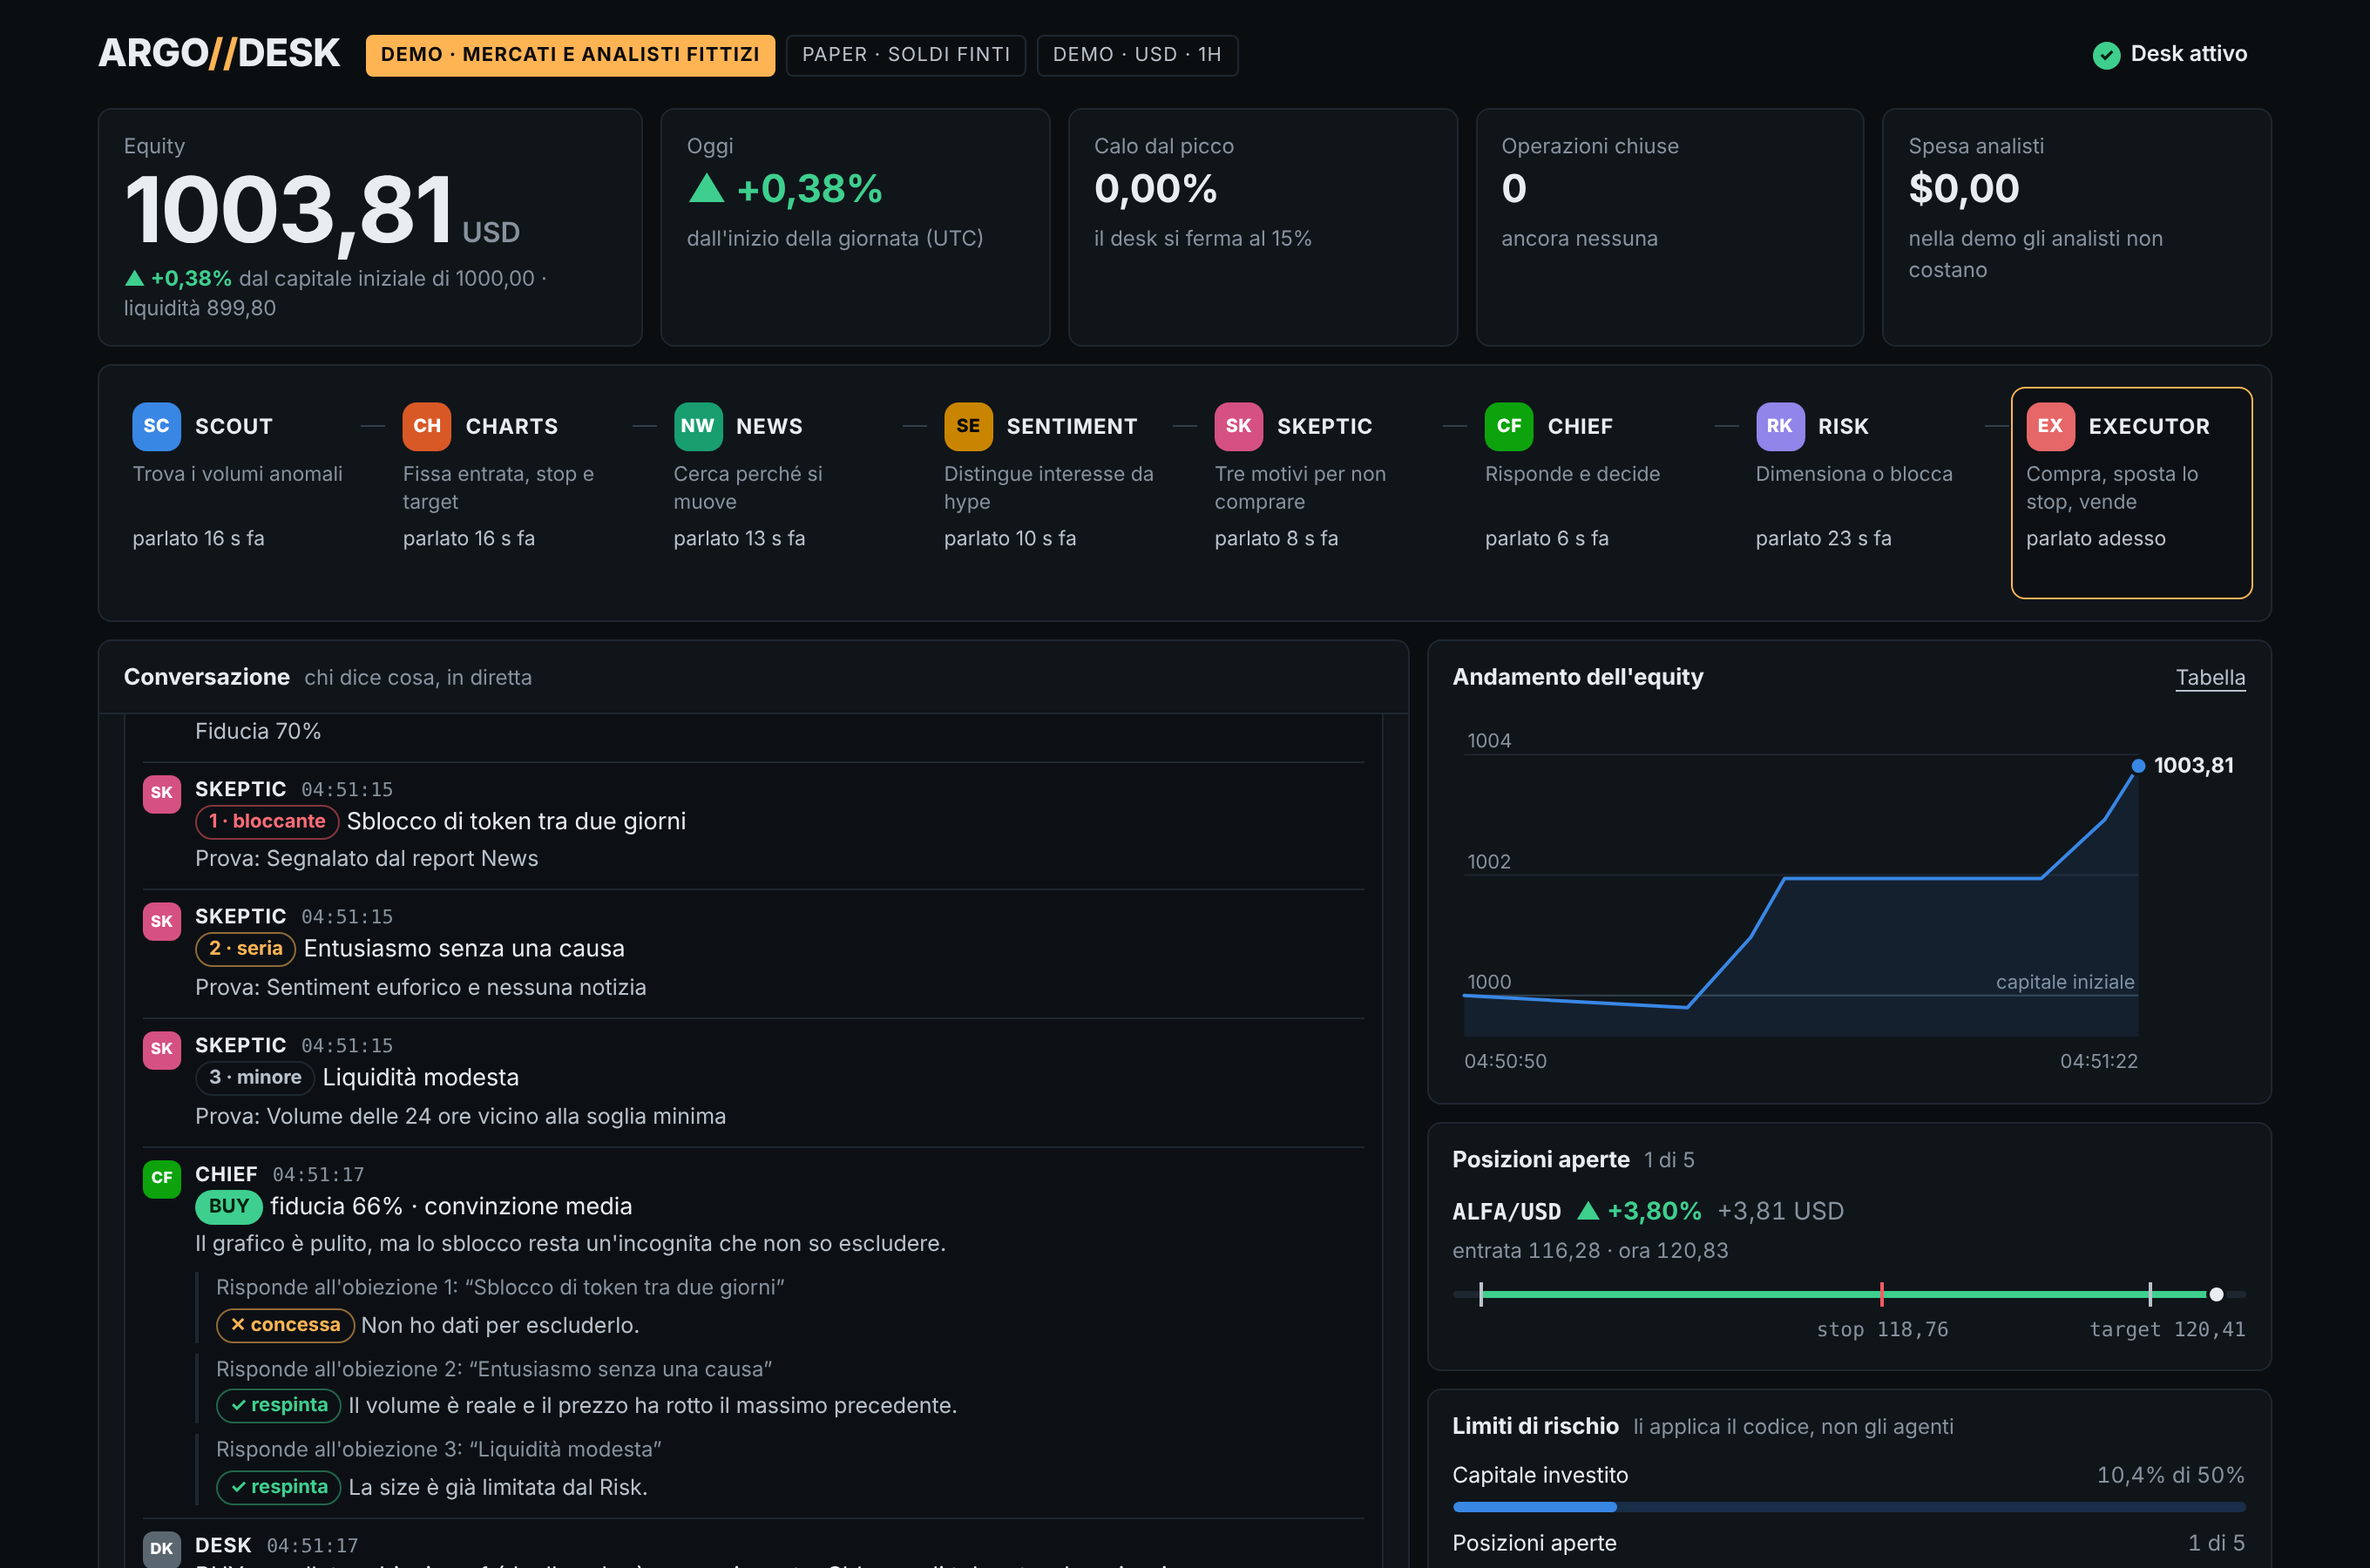 ARGO//DESK
DEMO · MERCATI E ANALISTI FITTIZI
PAPER · SOLDI FINTI
DEMO · USD · 1H
Desk attivo
Equity
1003,81 USD
▲ +0,38% dal capitale iniziale di 1000,00 ·
liquidità 899,80
Oggi
▲ +0,38%
dall'inizio della giornata (UTC)
Calo dal picco
0,00%
il desk si ferma al 15%
Operazioni chiuse
0
ancora nessuna
Spesa analisti
$0,00
nella demo gli analisti non
costano
SC SCOUT
Trova i volumi anomali
parlato 16 s fa
CH CHARTS
Fissa entrata, stop e
target
parlato 16 s fa
NW NEWS
Cerca perché si
muove
parlato 13 s fa
SE SENTIMENT
Distingue interesse da
hype
parlato 10 s fa
SK SKEPTIC
Tre motivi per non
comprare
parlato 8 s fa
CF CHIEF
Risponde e decide
parlato 6 s fa
RK RISK
Dimensiona o blocca
parlato 23 s fa
EX EXECUTOR
Compra, sposta lo
stop, vende
parlato adesso
Conversazione chi dice cosa, in diretta
Fiducia 70%
SK SKEPTIC 04:51:15
1 · bloccante Sblocco di token tra due giorni
Prova: Segnalato dal report News
SK SKEPTIC 04:51:15
2 · seria Entusiasmo senza una causa
Prova: Sentiment euforico e nessuna notizia
SK SKEPTIC 04:51:15
3 · minore Liquidità modesta
Prova: Volume delle 24 ore vicino alla soglia minima
CF CHIEF 04:51:17
BUY fiducia 66% · convinzione media
Il grafico è pulito, ma lo sblocco resta un'incognita che non so escludere.
Risponde all'obiezione 1: “Sblocco di token tra due giorni”
✕ concessa Non ho dati per escluderlo.
Risponde all'obiezione 2: “Entusiasmo senza una causa”
✓ respinta Il volume è reale e il prezzo ha rotto il massimo precedente.
Risponde all'obiezione 3: “Liquidità modesta”
✓ respinta La size è già limitata dal Risk.
DK DESK 04:51:17
Andamento dell'equity
Tabella
1004
1003,81
1002
1000
capitale iniziale
04:50:50
04:51:22
Posizioni aperte 1 di 5
ALFA/USD ▲ +3,80% +3,81 USD
entrata 116,28 · ora 120,83
stop 118,76
target 120,41
Limiti di rischio li applica il codice, non gli agenti
Capitale investito
10,4% di 50%
Posizioni aperte
1 di 5